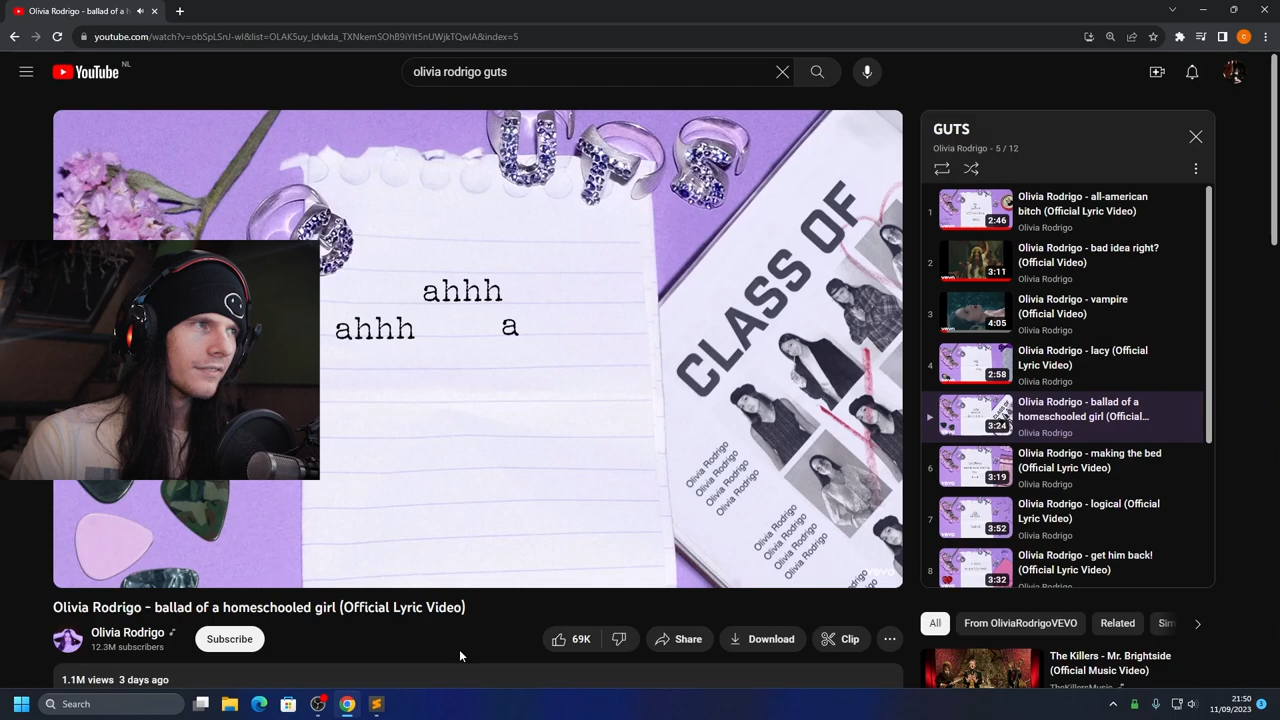 Olivia Rodrigo - ballad of a h
youtube.com/watch?v=obSpLSnJ-wI&list=OLAK5uy_ldvkda_TXNkemSOhB9iYIt5nUWjkTQwIA&index=5
YouTube NL
olivia rodrigo guts
UTS
CLASS OF
ahhh
ahhh a
Olivia Rodrigo
Olivia Rodrigo
Olivia Rodrigo
Olivia Rodrigo
Olivia Rodrigo
Olivia Rodrigo
Olivia Rodrigo
Olivia Rodrigo
vevo
GUTS
Olivia Rodrigo - 5 / 12
1
Olivia Rodrigo - all-american
bitch (Official Lyric Video)
Olivia Rodrigo
2:46
2
Olivia Rodrigo - bad idea right?
(Official Video)
Olivia Rodrigo
3:11
3
Olivia Rodrigo - vampire
(Official Video)
Olivia Rodrigo
4:05
4
Olivia Rodrigo - lacy (Official
Lyric Video)
2:58
Olivia Rodrigo - ballad of a
homeschooled girl (Official...
Olivia Rodrigo
3:24
6
Olivia Rodrigo - making the bed
(Official Lyric Video)
Olivia Rodrigo
3:19
7
Olivia Rodrigo - logical (Official
Lyric Video)
Olivia Rodrigo
3:52
8
Olivia Rodrigo - get him back!
(Official Video)
Olivia Rodrigo
3:32
Olivia Rodrigo - ballad of a homeschooled girl (Official Lyric Video)
Olivia Rodrigo
12.3M subscribers
Subscribe
69K
Share
Download
Clip
1.1M views 3 days ago
All
From OliviaRodrigoVEVO
Related
Sim
The Killers - Mr. Brightside
(Official Music Video)
TheKillersMusic
Search
21:50
11/09/2023
3